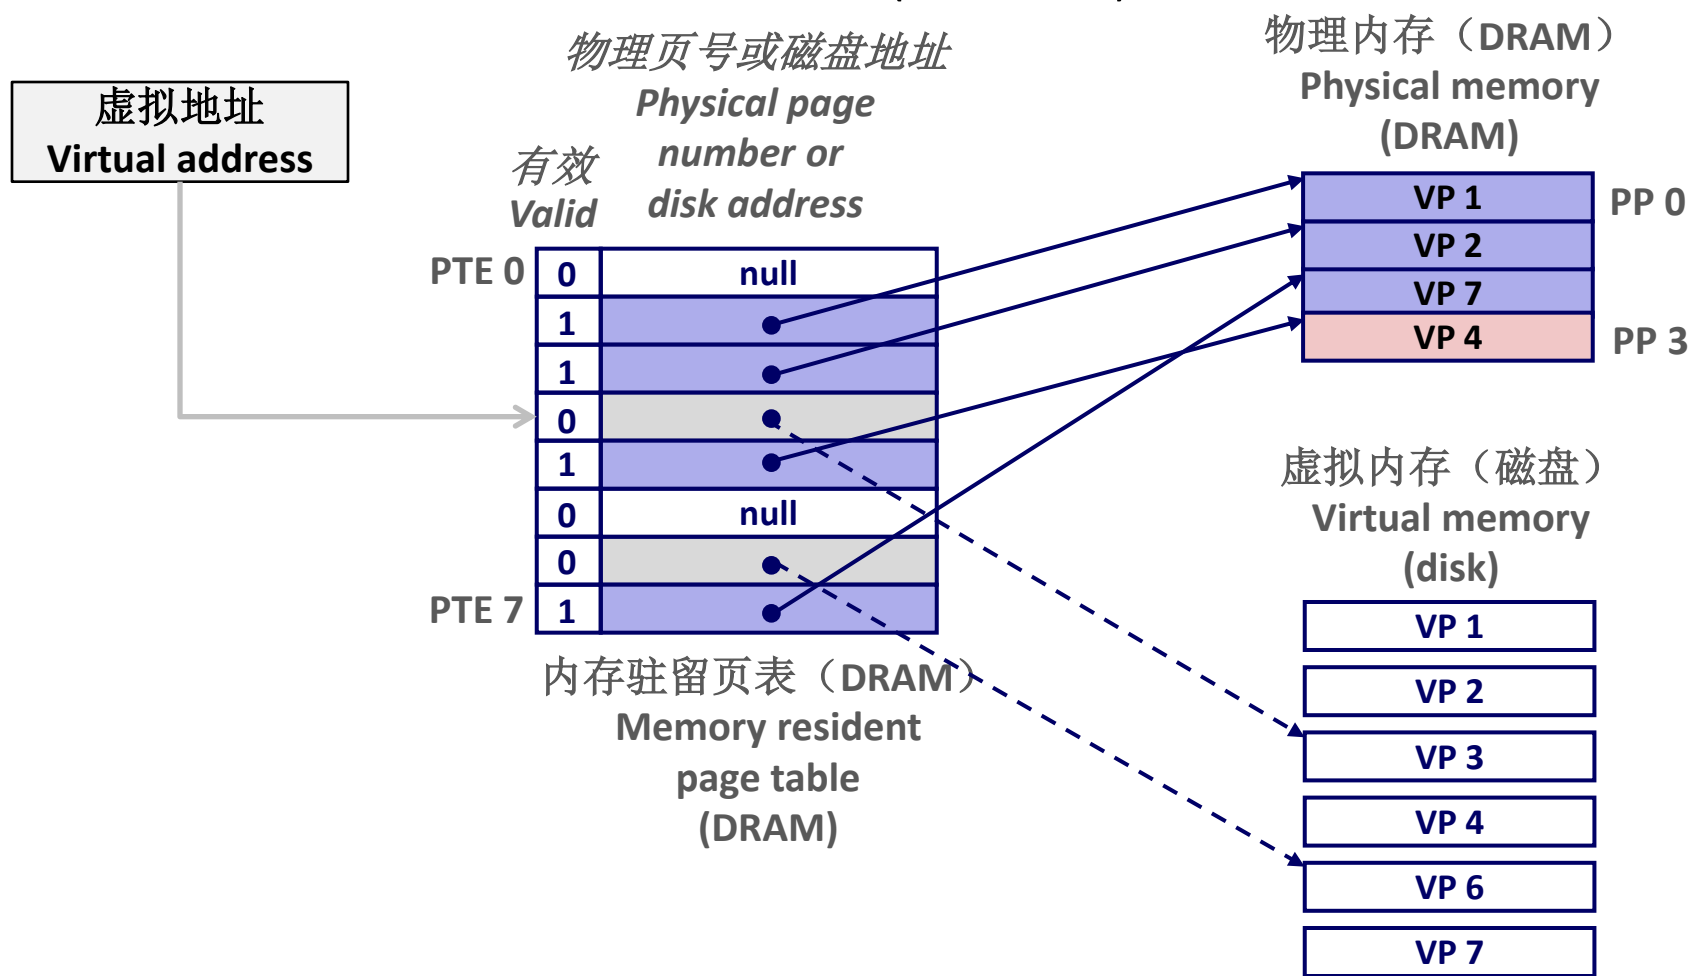 虚拟地址
Virtual address
物理页号或磁盘地址
Physical page
number or
disk address
有效
Valid
PTE 0
0
null
1
1
0
1
0
null
0
PTE 7
1
内存驻留页表（DRAM）
Memory resident
page table
(DRAM)
物理内存（DRAM）
Physical memory
(DRAM)
VP 1
PP 0
VP 2
VP 7
VP 4
PP 3
虚拟内存（磁盘）
Virtual memory
(disk)
VP 1
VP 2
VP 3
VP 4
VP 6
VP 7